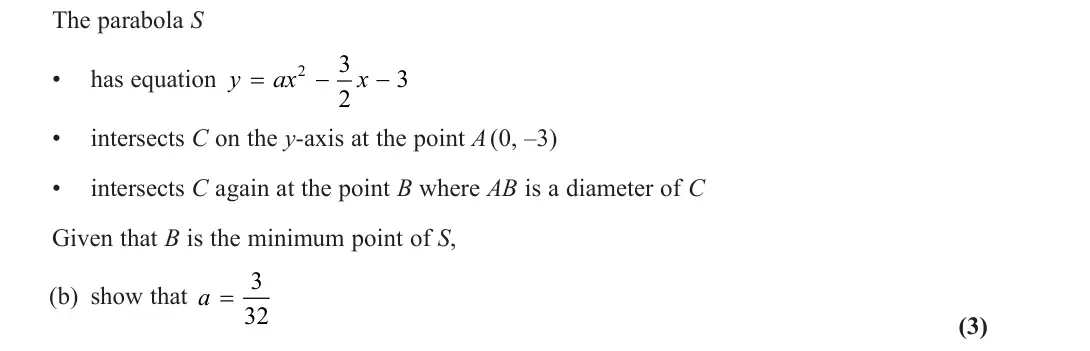 The parabola S
• has equation y = ax² − 3/2 x − 3
• intersects C on the y-axis at the point A (0, –3)
• intersects C again at the point B where AB is a diameter of C
Given that B is the minimum point of S,
(b) show that a = 3/32
(3)